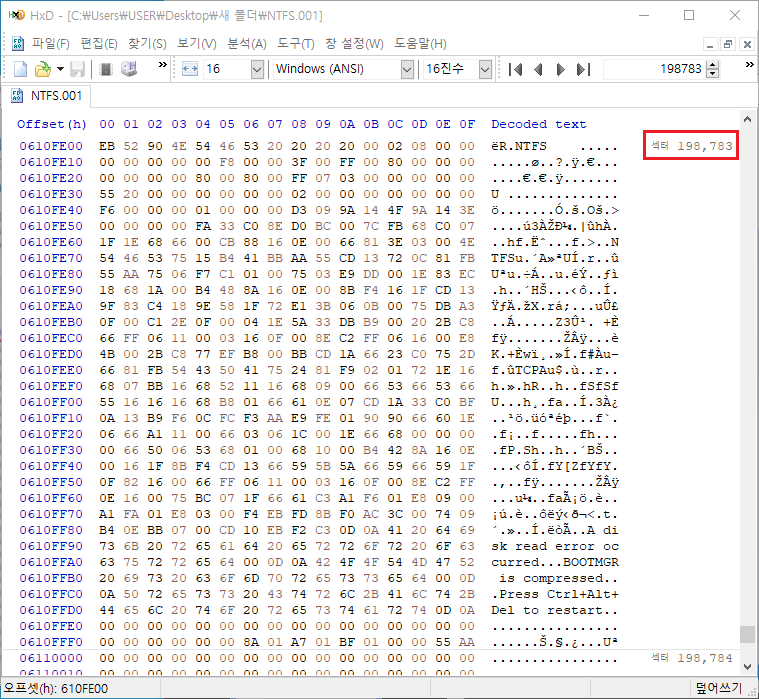 HxD - [C:₩Users₩USER₩Desktop₩새 폴더₩NTFS.001]
파일(F) 편집(E) 찾기(S) 보기(V) 분석(A) 도구(T) 창 설정(W) 도움말(H)
» 16 Windows (ANSI) 16진수 198783 »
NTFS.001
Offset(h) 00 01 02 03 04 05 06 07 08 09 0A 0B 0C 0D 0E 0F Decoded text
0610FE00 EB 52 90 4E 54 46 53 20 20 20 20 00 02 08 00 00 ëR.NTFS ..... 섹터 198,783
0610FE10 00 00 00 00 00 F8 00 00 3F 00 FF 00 80 00 00 00 .....ø..?.ÿ.€...
0610FE20 00 00 00 00 80 00 80 00 FF 07 03 00 00 00 00 00 ....€.€.ÿ.......
0610FE30 55 20 00 00 00 00 00 00 02 00 00 00 00 00 00 00 U ..............
0610FE40 F6 00 00 00 01 00 00 00 D3 09 9A 14 4F 9A 14 3E ö.......Ó.š.Oš.>
0610FE50 00 00 00 00 FA 33 C0 8E D0 BC 00 7C FB 68 C0 07 ....ú3ÀŽÐ¼.|ûhÀ.
0610FE60 1F 1E 68 66 00 CB 88 16 0E 00 66 81 3E 03 00 4E ..hf.Ëˆ...f.>..N
0610FE70 54 46 53 75 15 B4 41 BB AA 55 CD 13 72 0C 81 FB TFSu.´A»ªUÍ.r..û
0610FE80 55 AA 75 06 F7 C1 01 00 75 03 E9 DD 00 1E 83 EC Uªu.÷Á..u.éÝ..ƒì
0610FE90 18 68 1A 00 B4 48 8A 16 0E 00 8B F4 16 1F CD 13 .h..´HŠ...‹ô..Í.
0610FEA0 9F 83 C4 18 9E 58 1F 72 E1 3B 06 0B 00 75 DB A3 ŸƒÄ.žX.rá;...uÛ£
0610FEB0 0F 00 C1 2E 0F 00 04 1E 5A 33 DB B9 00 20 2B C8 ..Á.....Z3Û¹. +È
0610FEC0 66 FF 06 11 00 03 16 0F 00 8E C2 FF 06 16 00 E8 fÿ.......ŽÂÿ...è
0610FED0 4B 00 2B C8 77 EF B8 00 BB CD 1A 66 23 C0 75 2D K.+Èwï¸.»Í.f#Àu-
0610FEE0 66 81 FB 54 43 50 41 75 24 81 F9 02 01 72 1E 16 f.ûTCPAu$.ù..r..
0610FEF0 68 07 BB 16 68 52 11 16 68 09 00 66 53 66 53 66 h.».hR..h..fSfSf
0610FF00 55 16 16 16 68 B8 01 66 61 0E 07 CD 1A 33 C0 BF U...h¸.fa..Í.3À¿
0610FF10 0A 13 B9 F6 0C FC F3 AA E9 FE 01 90 90 66 60 1E ..¹ö.üóªéþ...f`.
0610FF20 06 66 A1 11 00 66 03 06 1C 00 1E 66 68 00 00 00 .f¡..f.....fh...
0610FF30 00 66 50 06 53 68 01 00 68 10 00 B4 42 8A 16 0E .fP.Sh..h..´BŠ..
0610FF40 00 16 1F 8B F4 CD 13 66 59 5B 5A 66 59 66 59 1F ...‹ôÍ.fY[ZfYfY.
0610FF50 0F 82 16 00 66 FF 06 11 00 03 16 0F 00 8E C2 FF .‚..fÿ.......ŽÂÿ
0610FF60 0E 16 00 75 BC 07 1F 66 61 C3 A1 F6 01 E8 09 00 ...u¼..faÃ¡ö.è..
0610FF70 A1 FA 01 E8 03 00 F4 EB FD 8B F0 AC 3C 00 74 09 ¡ú.è..ôëý‹ð¬<.t.
0610FF80 B4 0E BB 07 00 CD 10 EB F2 C3 0D 0A 41 20 64 69 ´.»..Í.ëòÃ..A di
0610FF90 73 6B 20 72 65 61 64 20 65 72 72 6F 72 20 6F 63 sk read error oc
0610FFA0 63 75 72 72 65 64 00 0D 0A 42 4F 4F 54 4D 47 52 curred...BOOTMGR
0610FFB0 20 69 73 20 63 6F 6D 70 72 65 73 73 65 64 00 0D is compressed..
0610FFC0 0A 50 72 65 73 73 20 43 74 72 6C 2B 41 6C 74 2B .Press Ctrl+Alt+
0610FFD0 44 65 6C 20 74 6F 20 72 65 73 74 61 72 74 0D 0A Del to restart..
0610FFE0 00 00 00 00 00 00 00 00 00 00 00 00 00 00 00 00 ................
0610FFF0 00 00 00 00 00 00 8A 01 A7 01 BF 01 00 00 55 AA ......Š.§.¿...Uª
06110000 00 00 00 00 00 00 00 00 00 00 00 00 00 00 00 00 ................ 섹터 198,784
오프셋(h): 610FE00 덮어쓰기